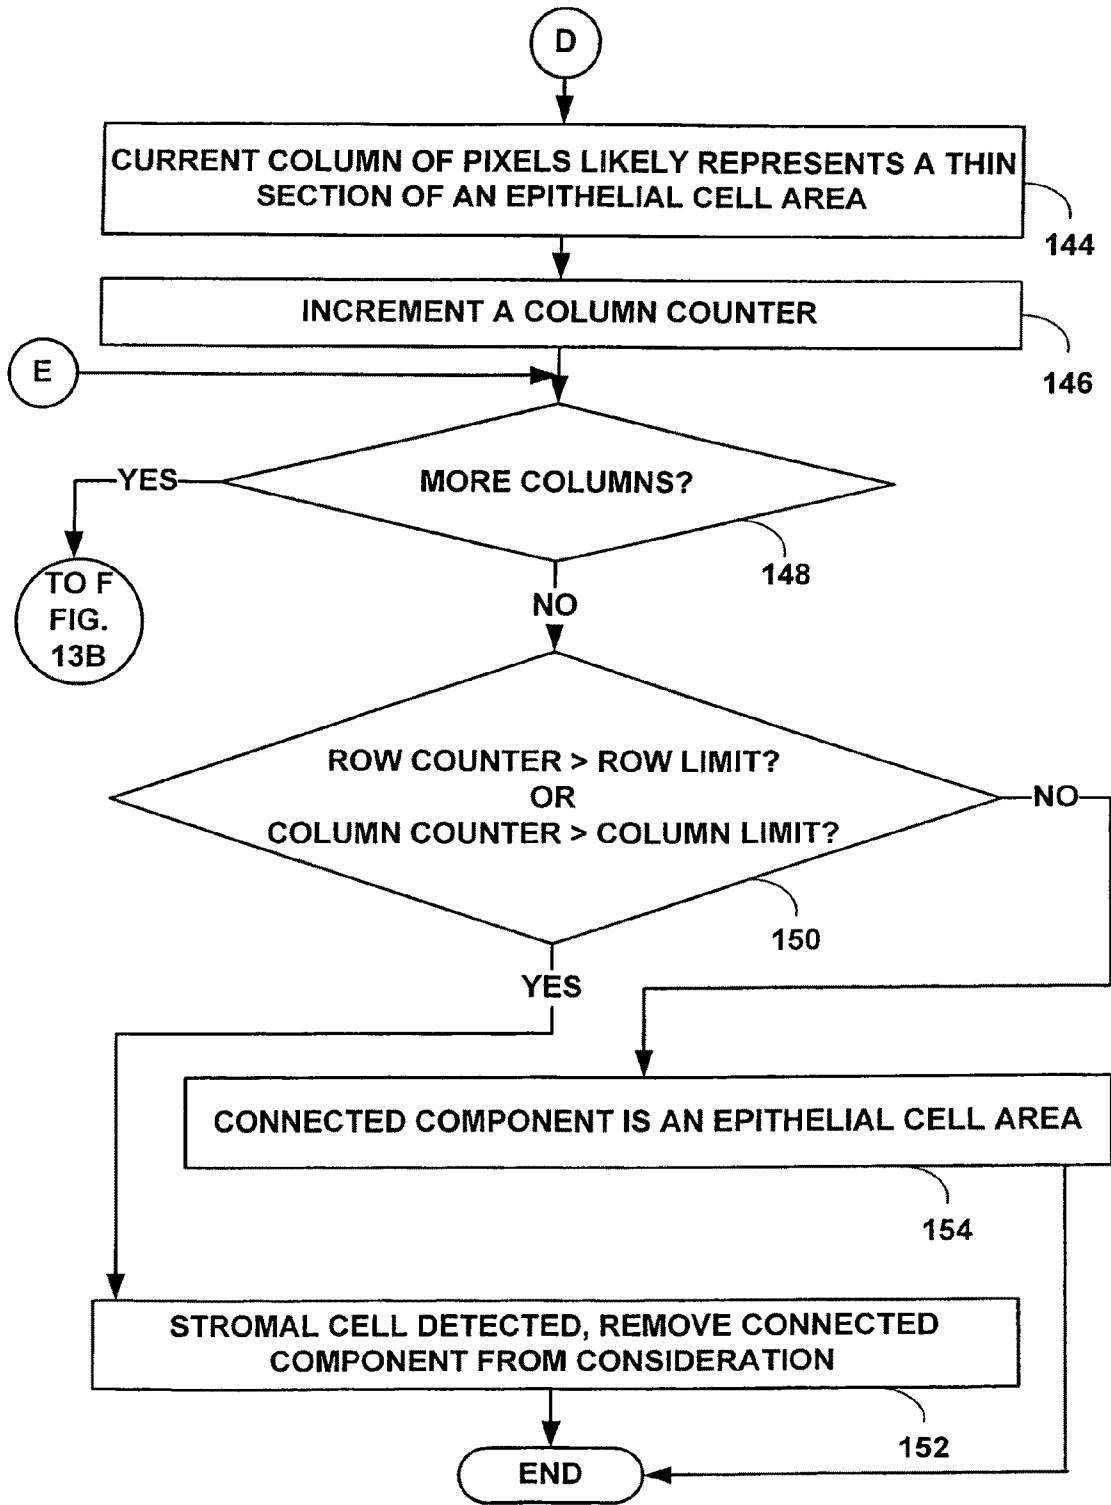 D
CURRENT COLUMN OF PIXELS LIKELY REPRESENTS A THIN
SECTION OF AN EPITHELIAL CELL AREA
144
INCREMENT A COLUMN COUNTER
146
E
MORE COLUMNS?
YES
148
TO F
FIG.
13B
NO
ROW COUNTER > ROW LIMIT?
OR
COLUMN COUNTER > COLUMN LIMIT?
NO
150
YES
CONNECTED COMPONENT IS AN EPITHELIAL CELL AREA
154
STROMAL CELL DETECTED, REMOVE CONNECTED
COMPONENT FROM CONSIDERATION
152
END